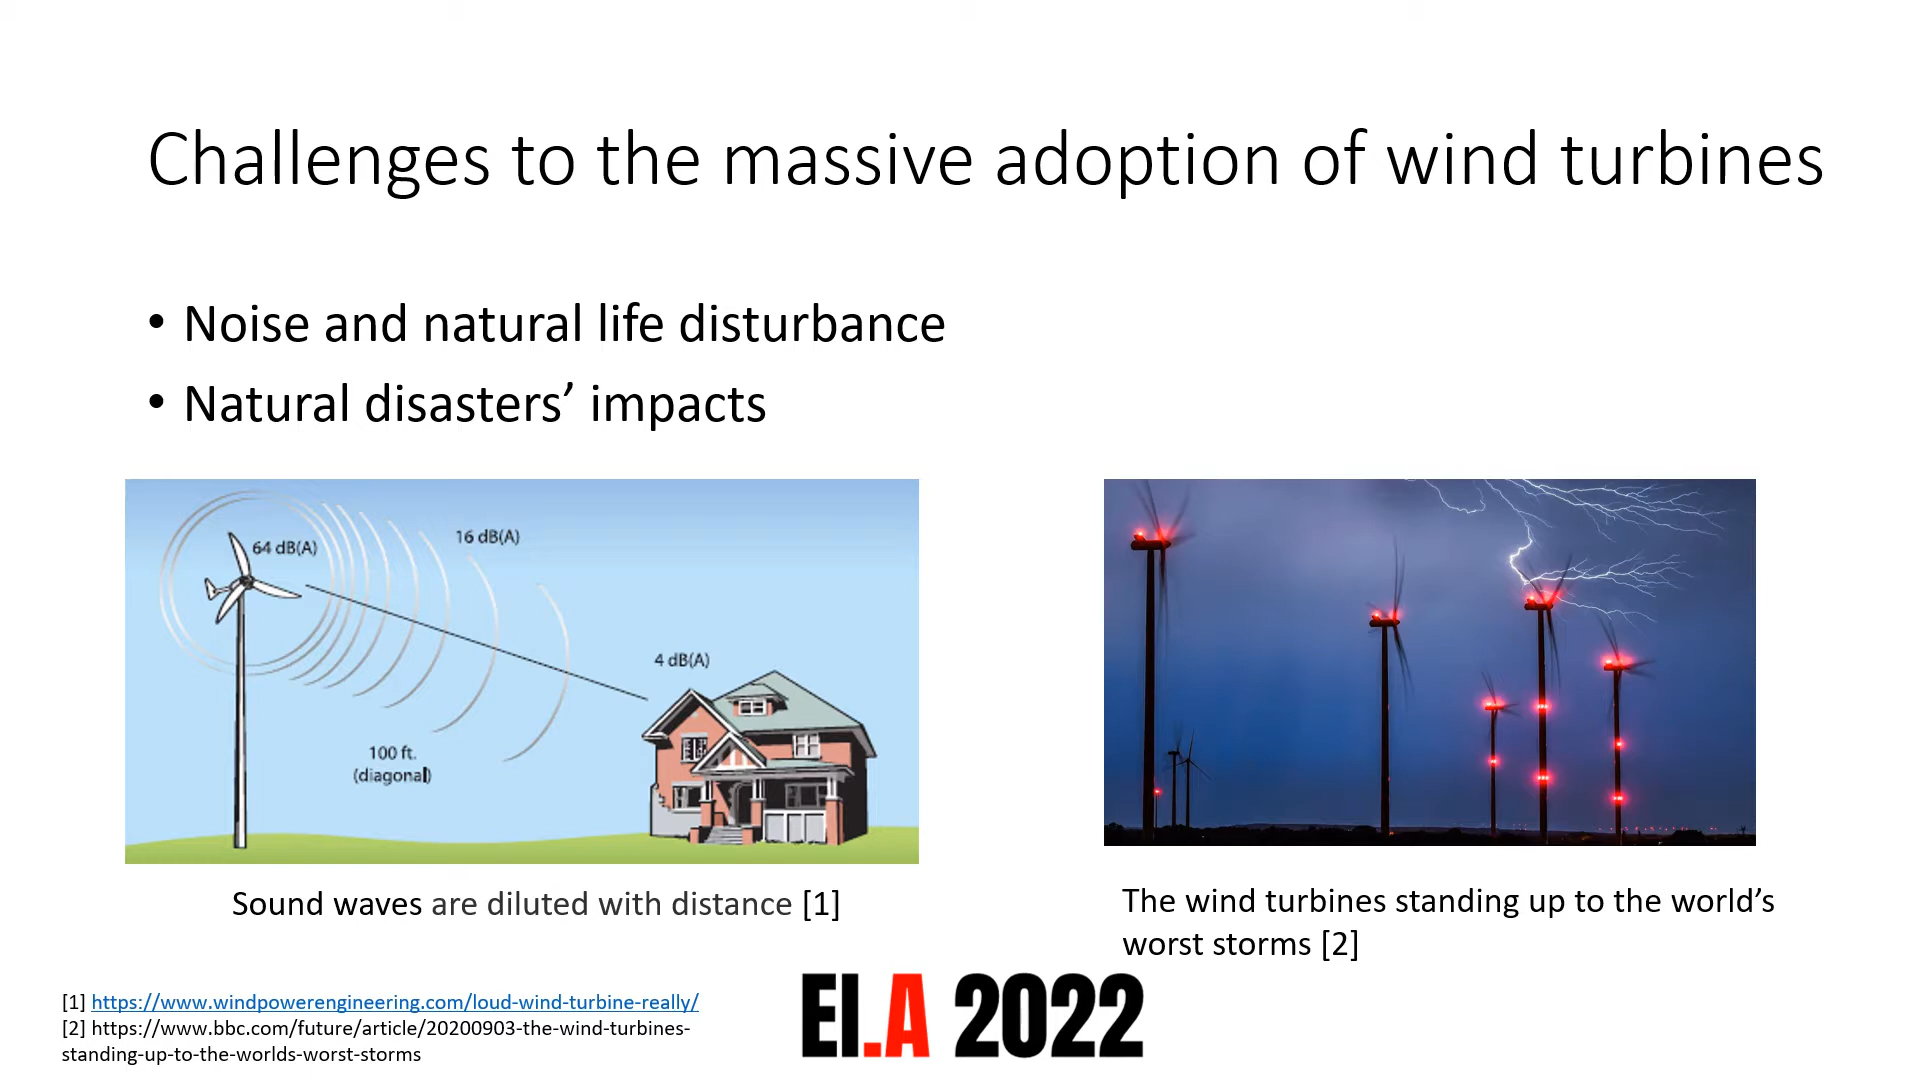 Challenges to the massive adoption of wind turbines
• Noise and natural life disturbance
• Natural disasters’ impacts
64 dB(A)
16 dB(A)
4 dB(A)
100 ft.
(diagonal)
Sound waves are diluted with distance [1]
The wind turbines standing up to the world’s
worst storms [2]
[1] https://www.windpowerengineering.com/loud-wind-turbine-really/
[2] https://www.bbc.com/future/article/20200903-the-wind-turbines-
standing-up-to-the-worlds-worst-storms
EI.A 2022